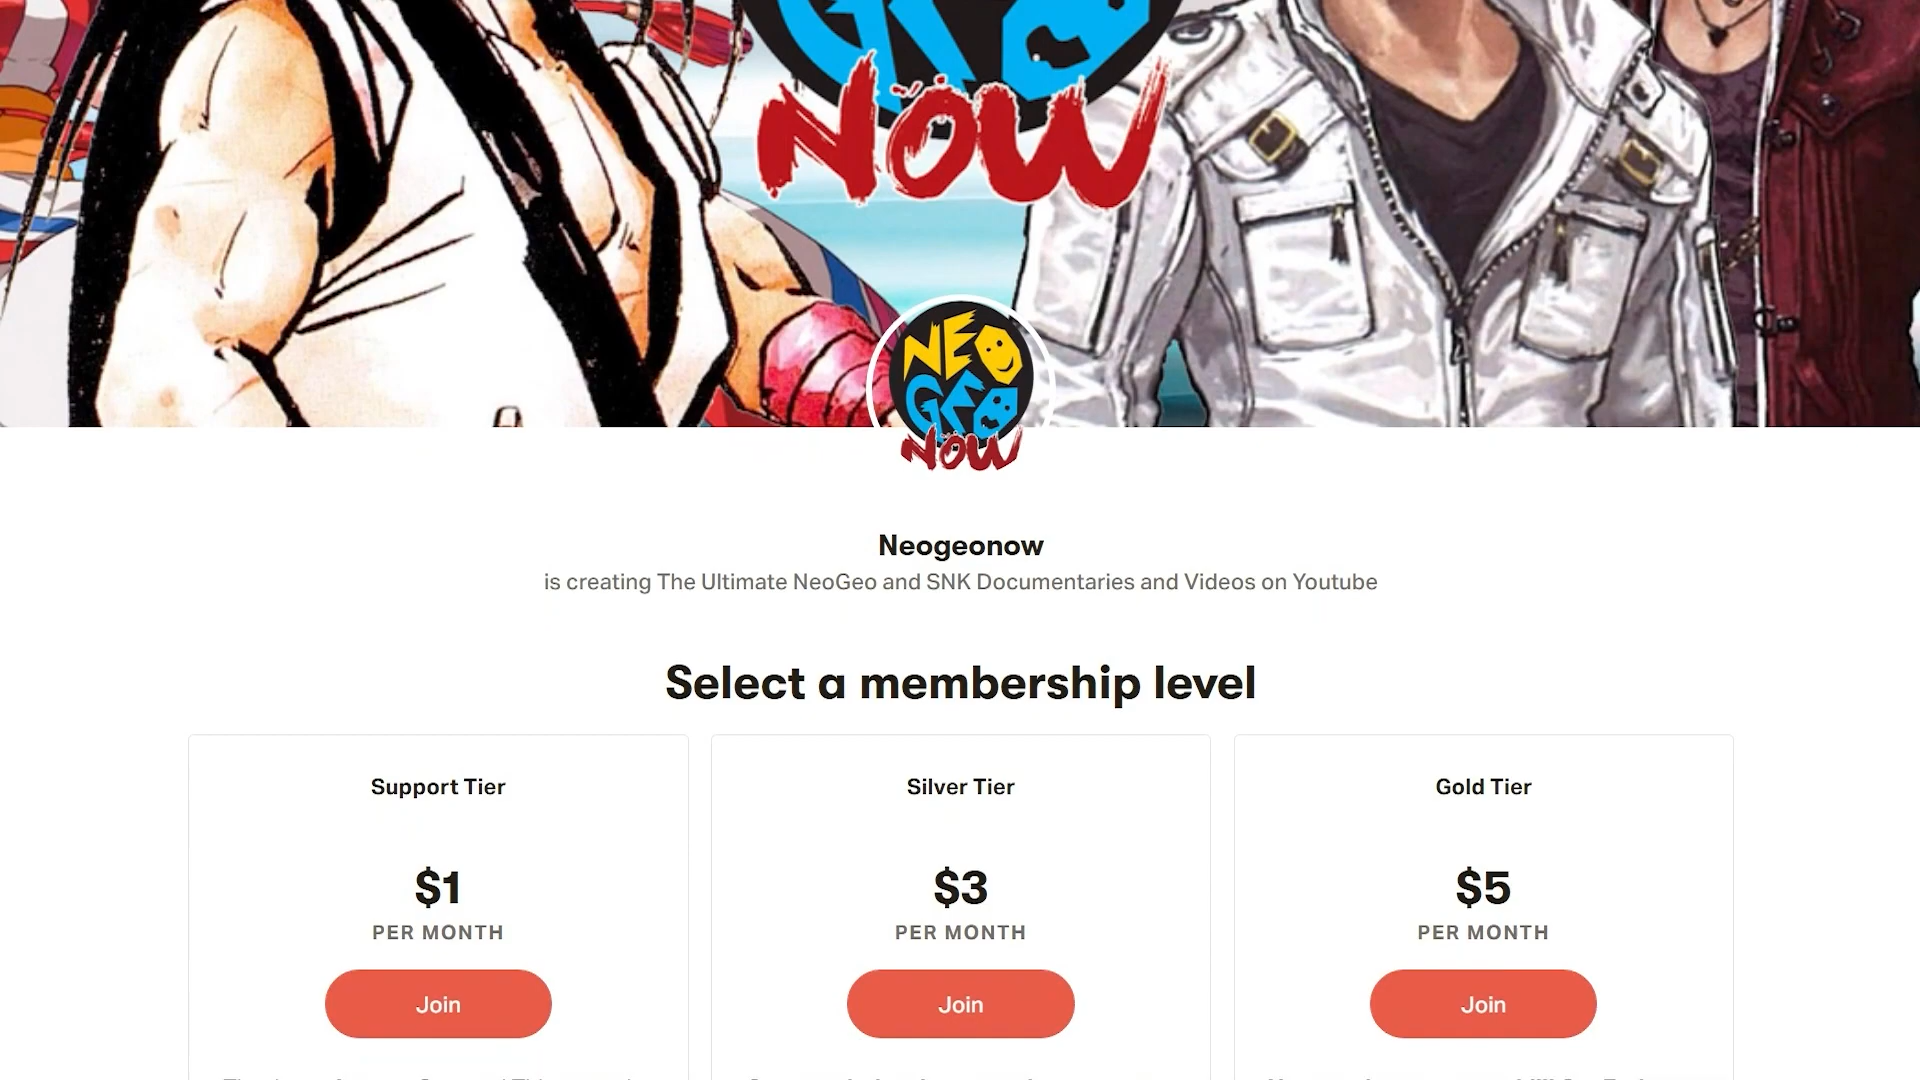 GEO
NOW
NEO
GEO
NOW
Neogeonow
is creating The Ultimate NeoGeo and SNK Documentaries and Videos on Youtube
Select a membership level
Support Tier
Silver Tier
Gold Tier
$1
$3
$5
PER MONTH
PER MONTH
PER MONTH
Join
Join
Join